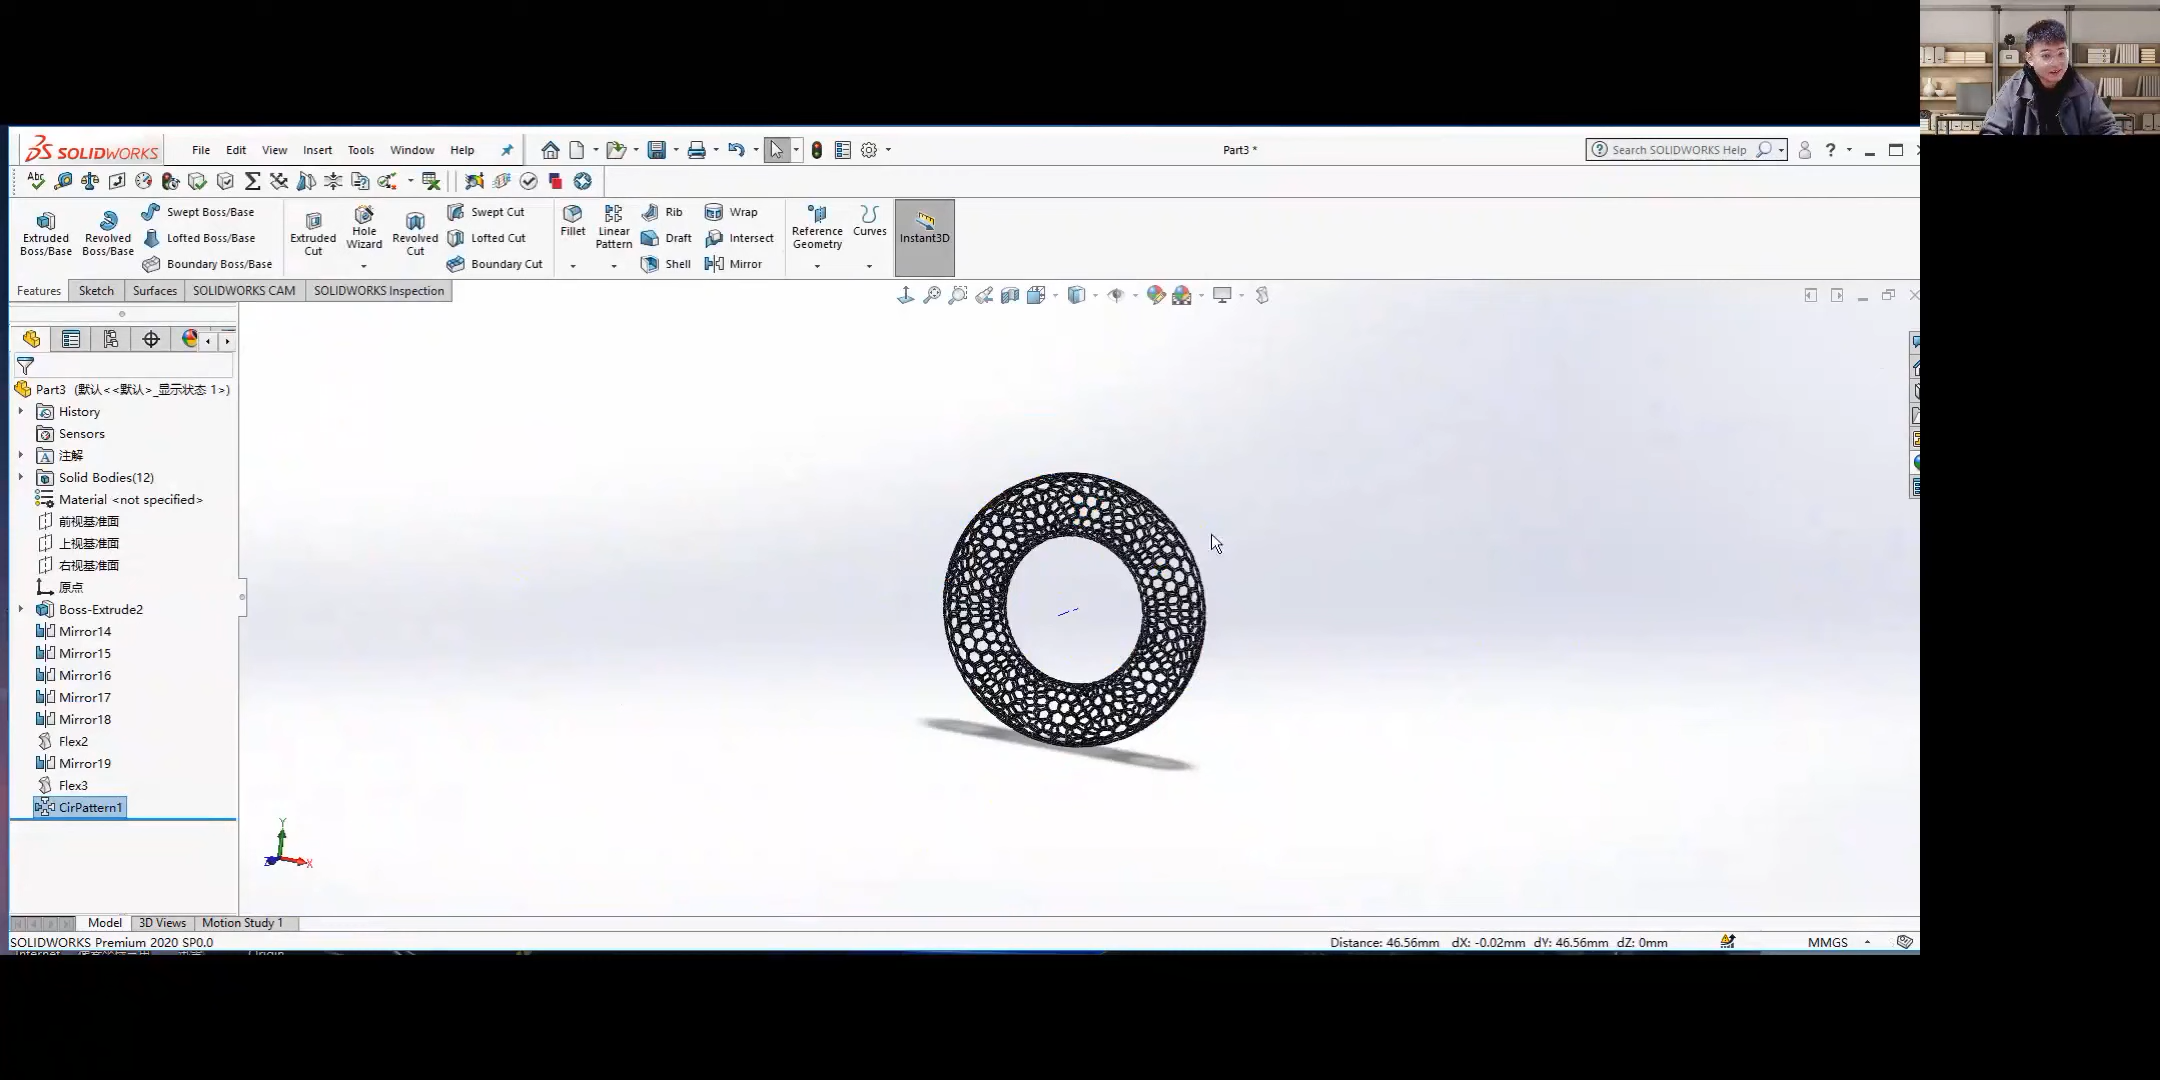 SOLIDWORKS File Edit View Insert Tools Window Help Part3 * Search SOLIDWORKS Help ?
Extruded Boss/Base
Revolved Boss/Base
Swept Boss/Base
Lofted Boss/Base
Boundary Boss/Base
Extruded Cut
Hole Wizard
Revolved Cut
Swept Cut
Lofted Cut
Boundary Cut
Fillet
Linear Pattern
Rib
Draft
Shell
Wrap
Intersect
Mirror
Reference Geometry
Curves
Instant3D
Features Sketch Surfaces SOLIDWORKS CAM SOLIDWORKS Inspection
Part3 (默认<<默认>_显示状态 1>)
History
Sensors
注解
Solid Bodies(12)
Material <not specified>
前视基准面
上视基准面
右视基准面
原点
Boss-Extrude2
Mirror14
Mirror15
Mirror16
Mirror17
Mirror18
Flex2
Mirror19
Flex3
CirPattern1
Y
Z X
Model 3D Views Motion Study 1
SOLIDWORKS Premium 2020 SP0.0 Distance: 46.56mm dX: -0.02mm dY: 46.56mm dZ: 0mm MMGS